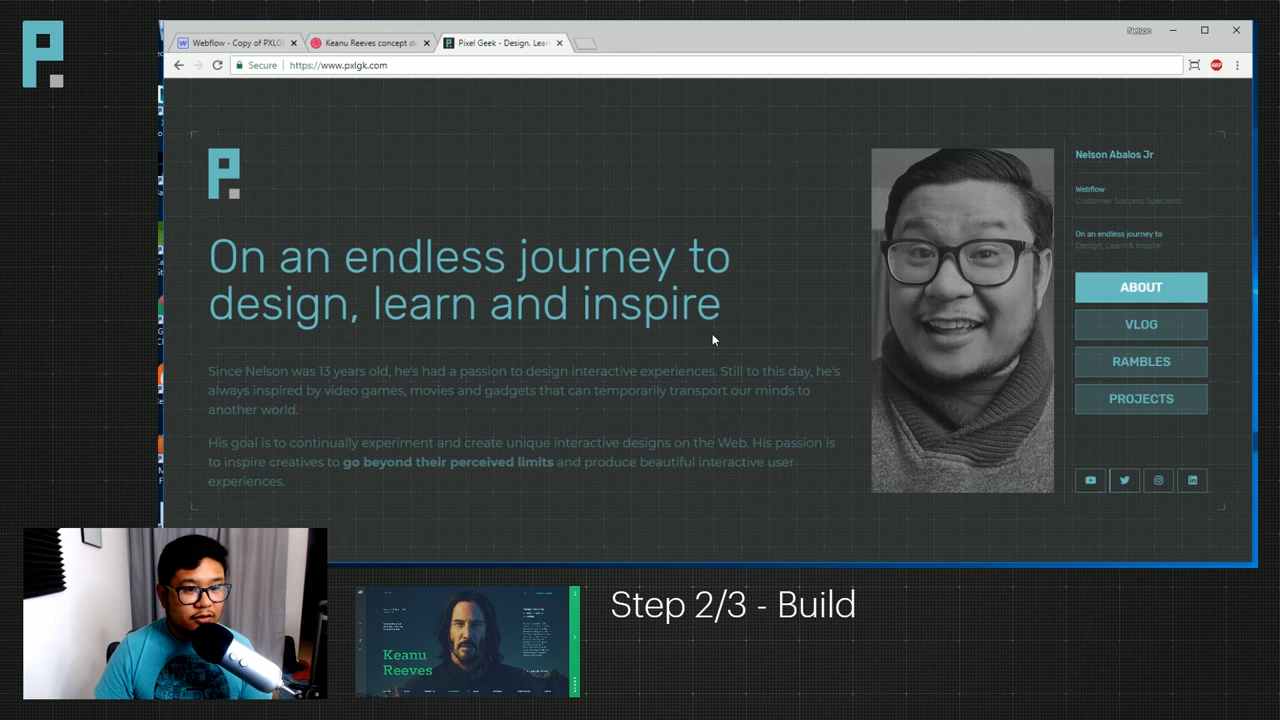 P.
Nelson
Webflow - Copy of PXLG
Keanu Reeves concept de
Pixel Geek - Design. Lear
Secure
https://www.pxlgk.com
ABP
P.
On an endless journey to
design, learn and inspire
Since Nelson was 13 years old, he's had a passion to design interactive experiences. Still to this day, he's
always inspired by video games, movies and gadgets that can temporarily transport our minds to
another world.
His goal is to continually experiment and create unique interactive designs on the Web. His passion is
to inspire creatives to go beyond their perceived limits and produce beautiful interactive user
experiences.
Nelson Abalos Jr
Webflow
Customer Success Specialist
On an endless journey to
Design, Learn & Inspire
ABOUT
VLOG
RAMBLES
PROJECTS
Keanu
Reeves
Step 2/3 - Build